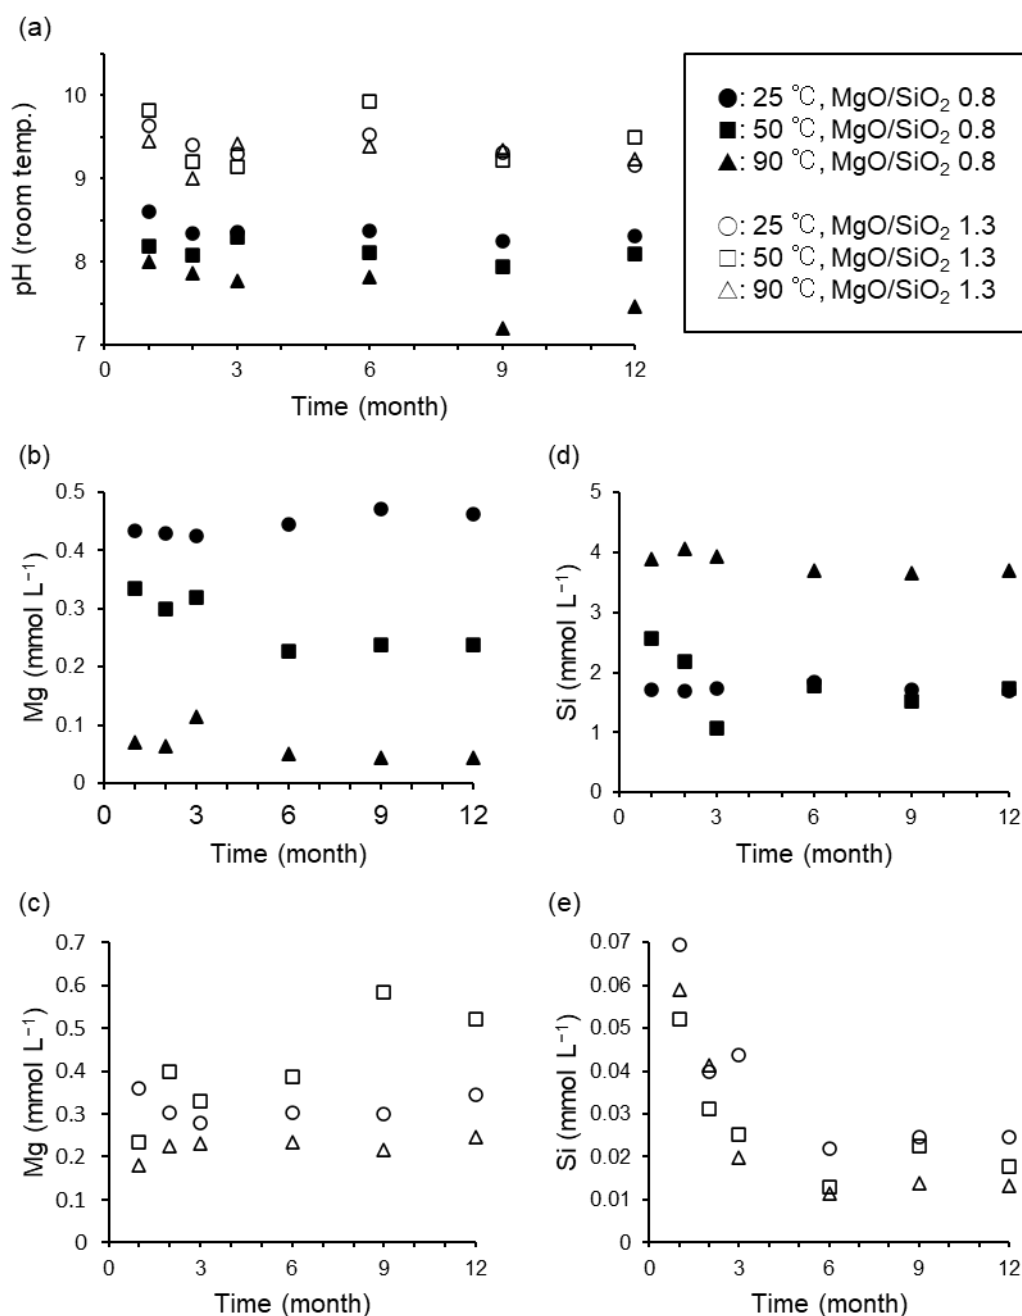 (a)
pH (room temp.)
10
9
8
7
0
3
6
9
12
Time (month)
●: 25 ℃, MgO/SiO₂ 0.8
■: 50 ℃, MgO/SiO₂ 0.8
▲: 90 ℃, MgO/SiO₂ 0.8
○: 25 ℃, MgO/SiO₂ 1.3
□: 50 ℃, MgO/SiO₂ 1.3
△: 90 ℃, MgO/SiO₂ 1.3
(b)
Mg (mmol L⁻¹)
0.5
0.4
0.3
0.2
0.1
0
0
3
6
9
12
Time (month)
(d)
Si (mmol L⁻¹)
5
4
3
2
1
0
0
3
6
9
12
Time (month)
(c)
Mg (mmol L⁻¹)
0.7
0.6
0.5
0.4
0.3
0.2
0.1
0
0
3
6
9
12
Time (month)
(e)
Si (mmol L⁻¹)
0.07
0.06
0.05
0.04
0.03
0.02
0.01
0
0
3
6
9
12
Time (month)